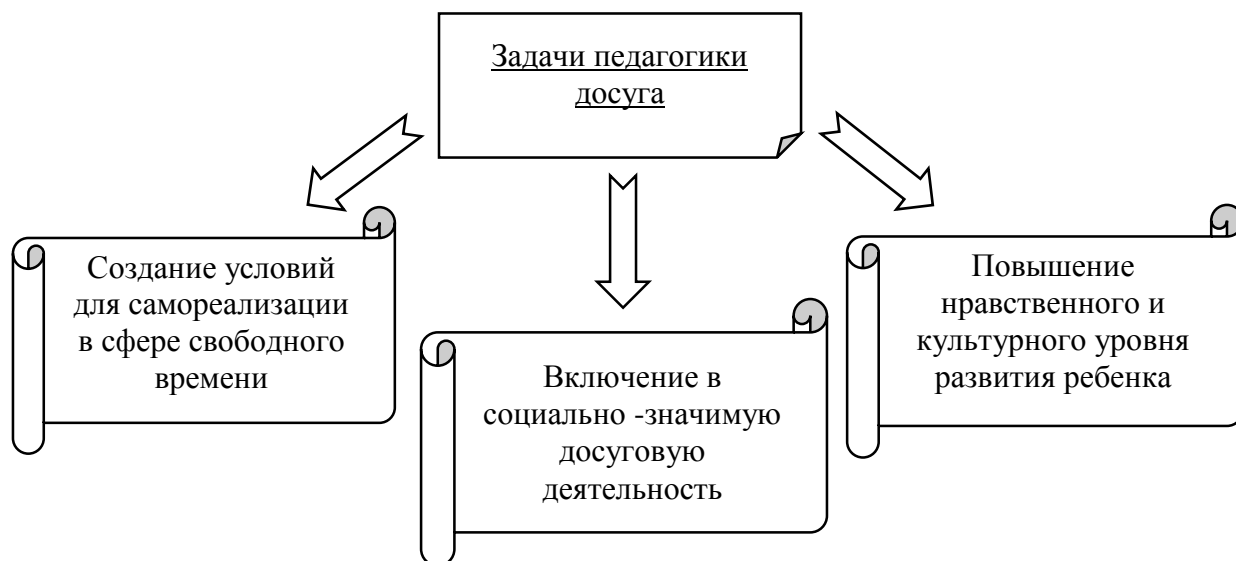 Задачи педагогики
досуга
Создание условий
для самореализации
в сфере свободного
времени
Включение в
социально -значимую
досуговую
деятельность
Повышение
нравственного и
культурного уровня
развития ребенка